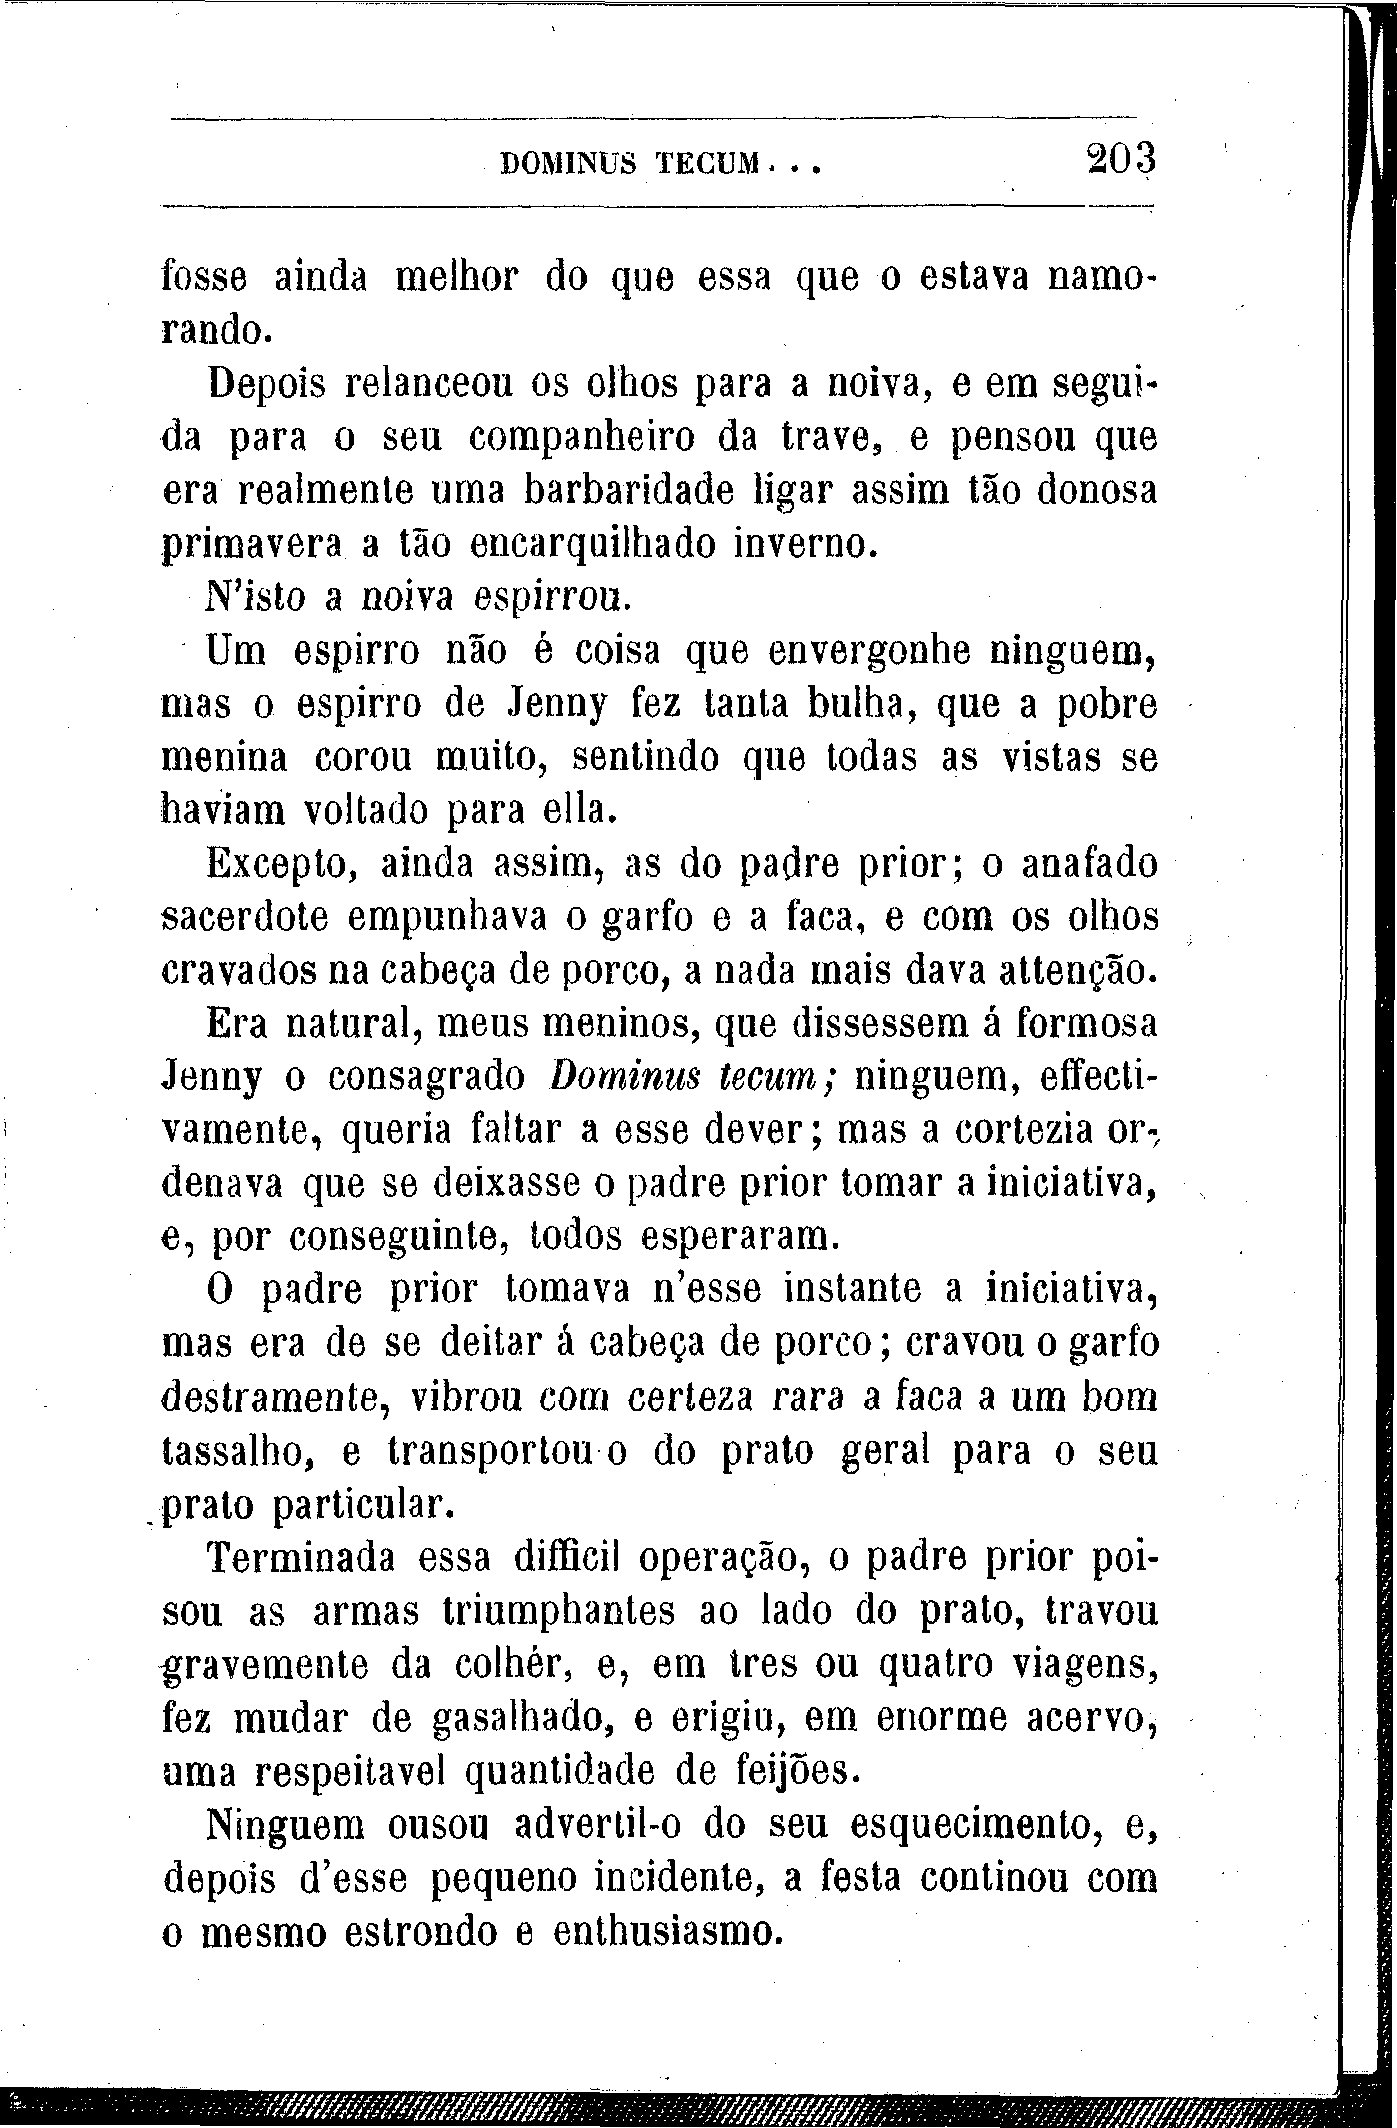 DOMINUS TECUM... 203
fosse ainda melhor do que essa que o estava namo-
rando.
Depois relanceou os olhos para a noiva, e em segui-
da para o seu companheiro da trave, e pensou que
era realmente uma barbaridade ligar assim tão donosa
primavera a tão encarquilhado inverno.
N'isto a noiva espirrou.
Um espirro não é coisa que envergonhe ninguem,
mas o espirro de Jenny fez tanta bulha, que a pobre
menina corou muito, sentindo que todas as vistas se
haviam voltado para ella.
Excepto, ainda assim, as do padre prior; o anafado
sacerdote empunhava o garfo e a faca, e com os olhos
cravados na cabeça de porco, a nada mais dava attenção.
Era natural, meus meninos, que dissessem á formosa
Jenny o consagrado Dominus tecum; ninguem, effecti-
vamente, queria faltar a esse dever; mas a cortezia or-
denava que se deixasse o padre prior tomar a iniciativa,
e, por conseguinte, todos esperaram.
O padre prior tomava n'esse instante a iniciativa,
mas era de se deitar á cabeça de porco; cravou o garfo
destramente, vibrou com certeza rara a faca a um bom
tassalho, e transportou-o do prato geral para o seu
prato particular.
Terminada essa difficil operação, o padre prior poi-
sou as armas triumphantes ao lado do prato, travou
gravemente da colhér, e, em tres ou quatro viagens,
fez mudar de gasalhado, e erigiu, em enorme acervo,
uma respeitavel quantidade de feijões.
Ninguem ousou advertil-o do seu esquecimento, e,
depois d'esse pequeno incidente, a festa continou com
o mesmo estrondo e enthusiasmo.